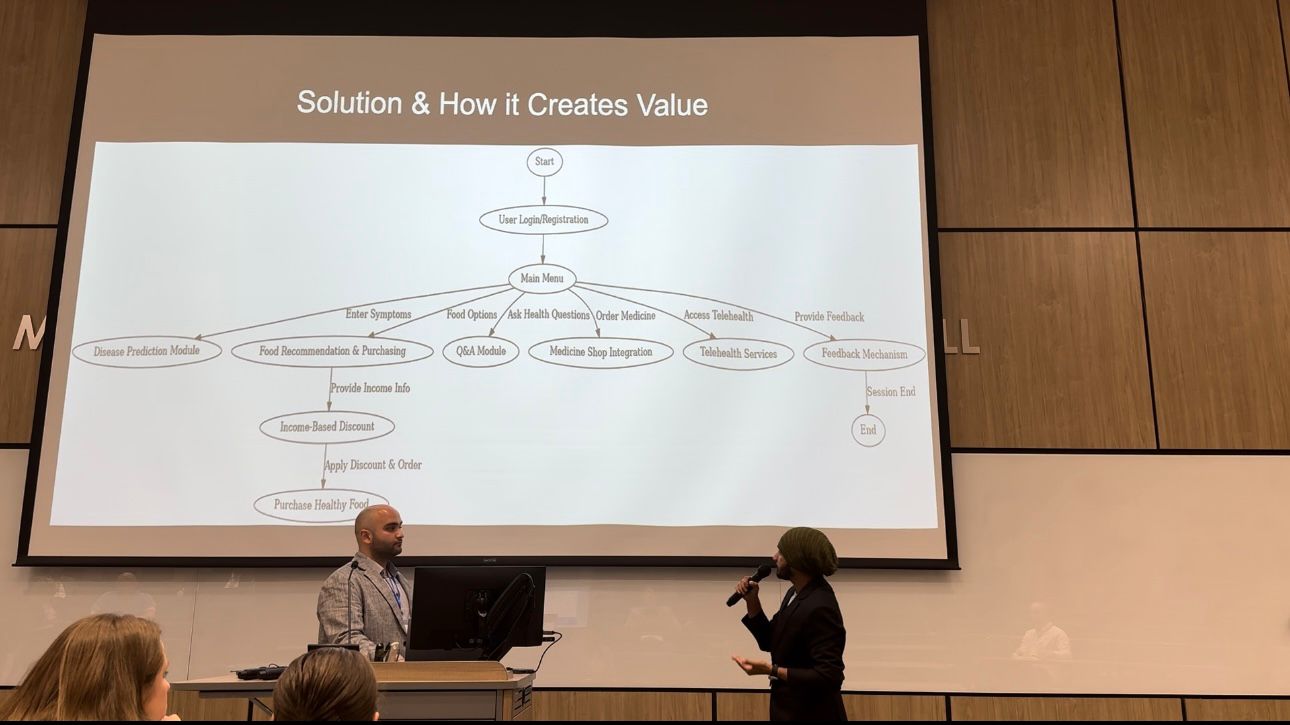 Solution & How it Creates Value
Start
User Login/Registration
Main Menu
Enter Symptoms
Food Options
Ask Health Questions
Order Medicine
Access Telehealth
Provide Feedback
Disease Prediction Module
Food Recommendation & Purchasing
Q&A Module
Medicine Shop Integration
Telehealth Services
Feedback Mechanism
Provide Income Info
Session End
Income-Based Discount
End
Apply Discount & Order
Purchase Healthy Food